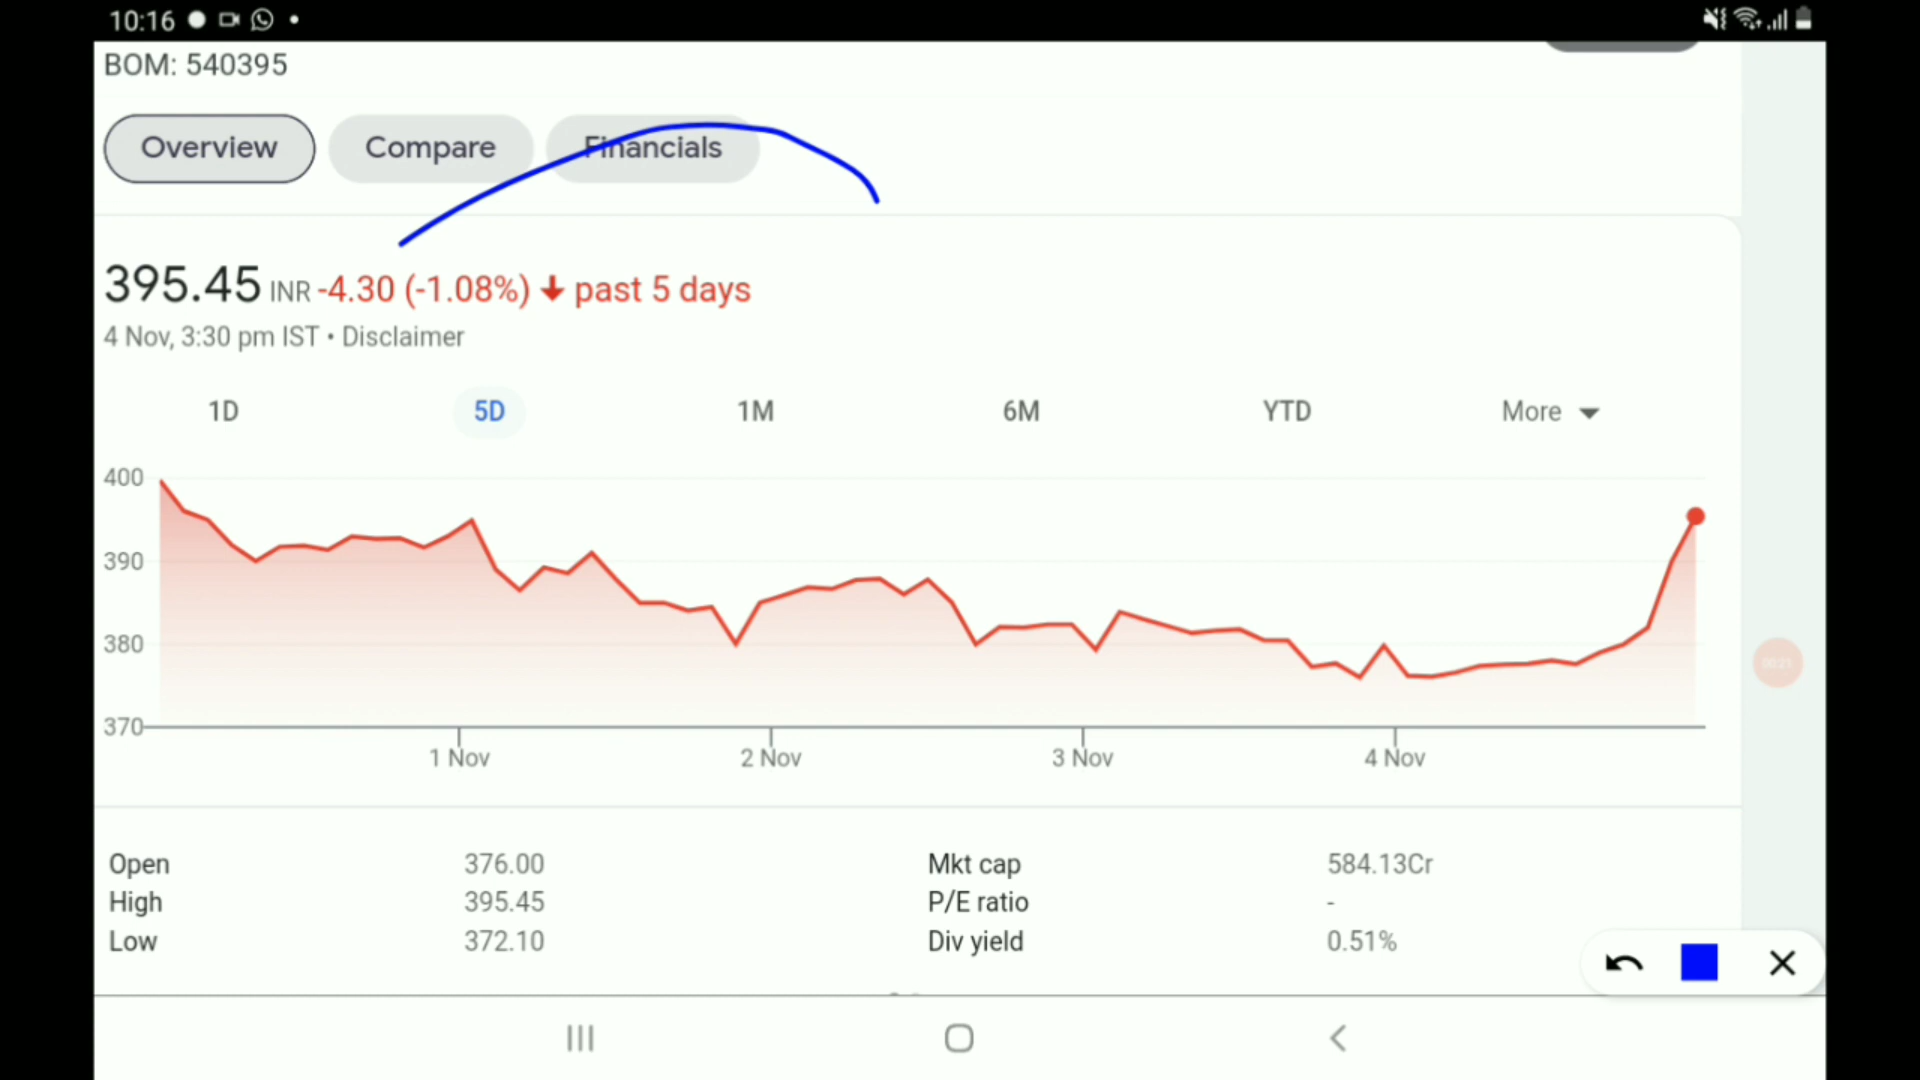 10:16
BOM: 540395
Overview Compare Financials
395.45 INR -4.30 (-1.08%) past 5 days
4 Nov, 3:30 pm IST • Disclaimer
1D 5D 1M 6M YTD More
400
390
380
370
1 Nov 2 Nov 3 Nov 4 Nov
Open 376.00 Mkt cap 584.13Cr
High 395.45 P/E ratio -
Low 372.10 Div yield 0.51%